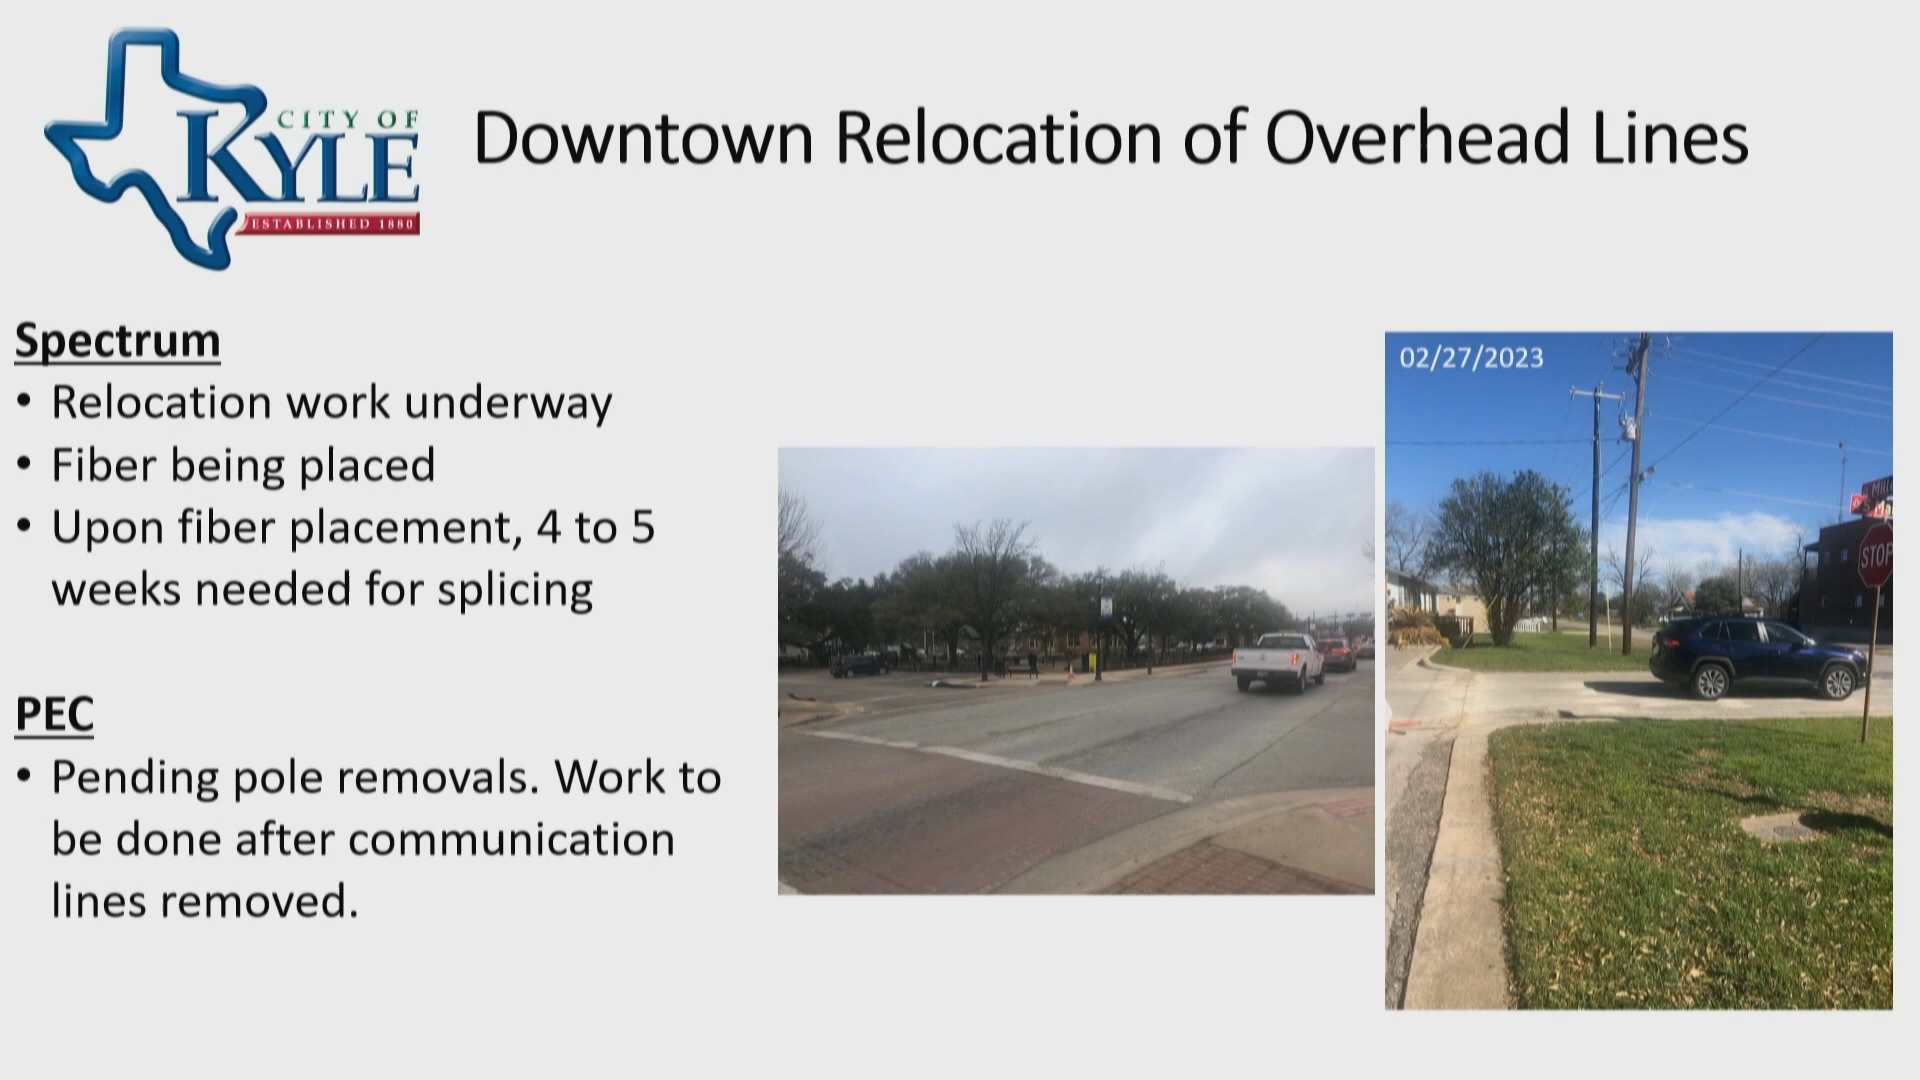 CITY OF
KYLE
ESTABLISHED 1880
Downtown Relocation of Overhead Lines
Spectrum
• Relocation work underway
• Fiber being placed
• Upon fiber placement, 4 to 5
weeks needed for splicing
PEC
• Pending pole removals. Work to
be done after communication
lines removed.
02/27/2023
STOP